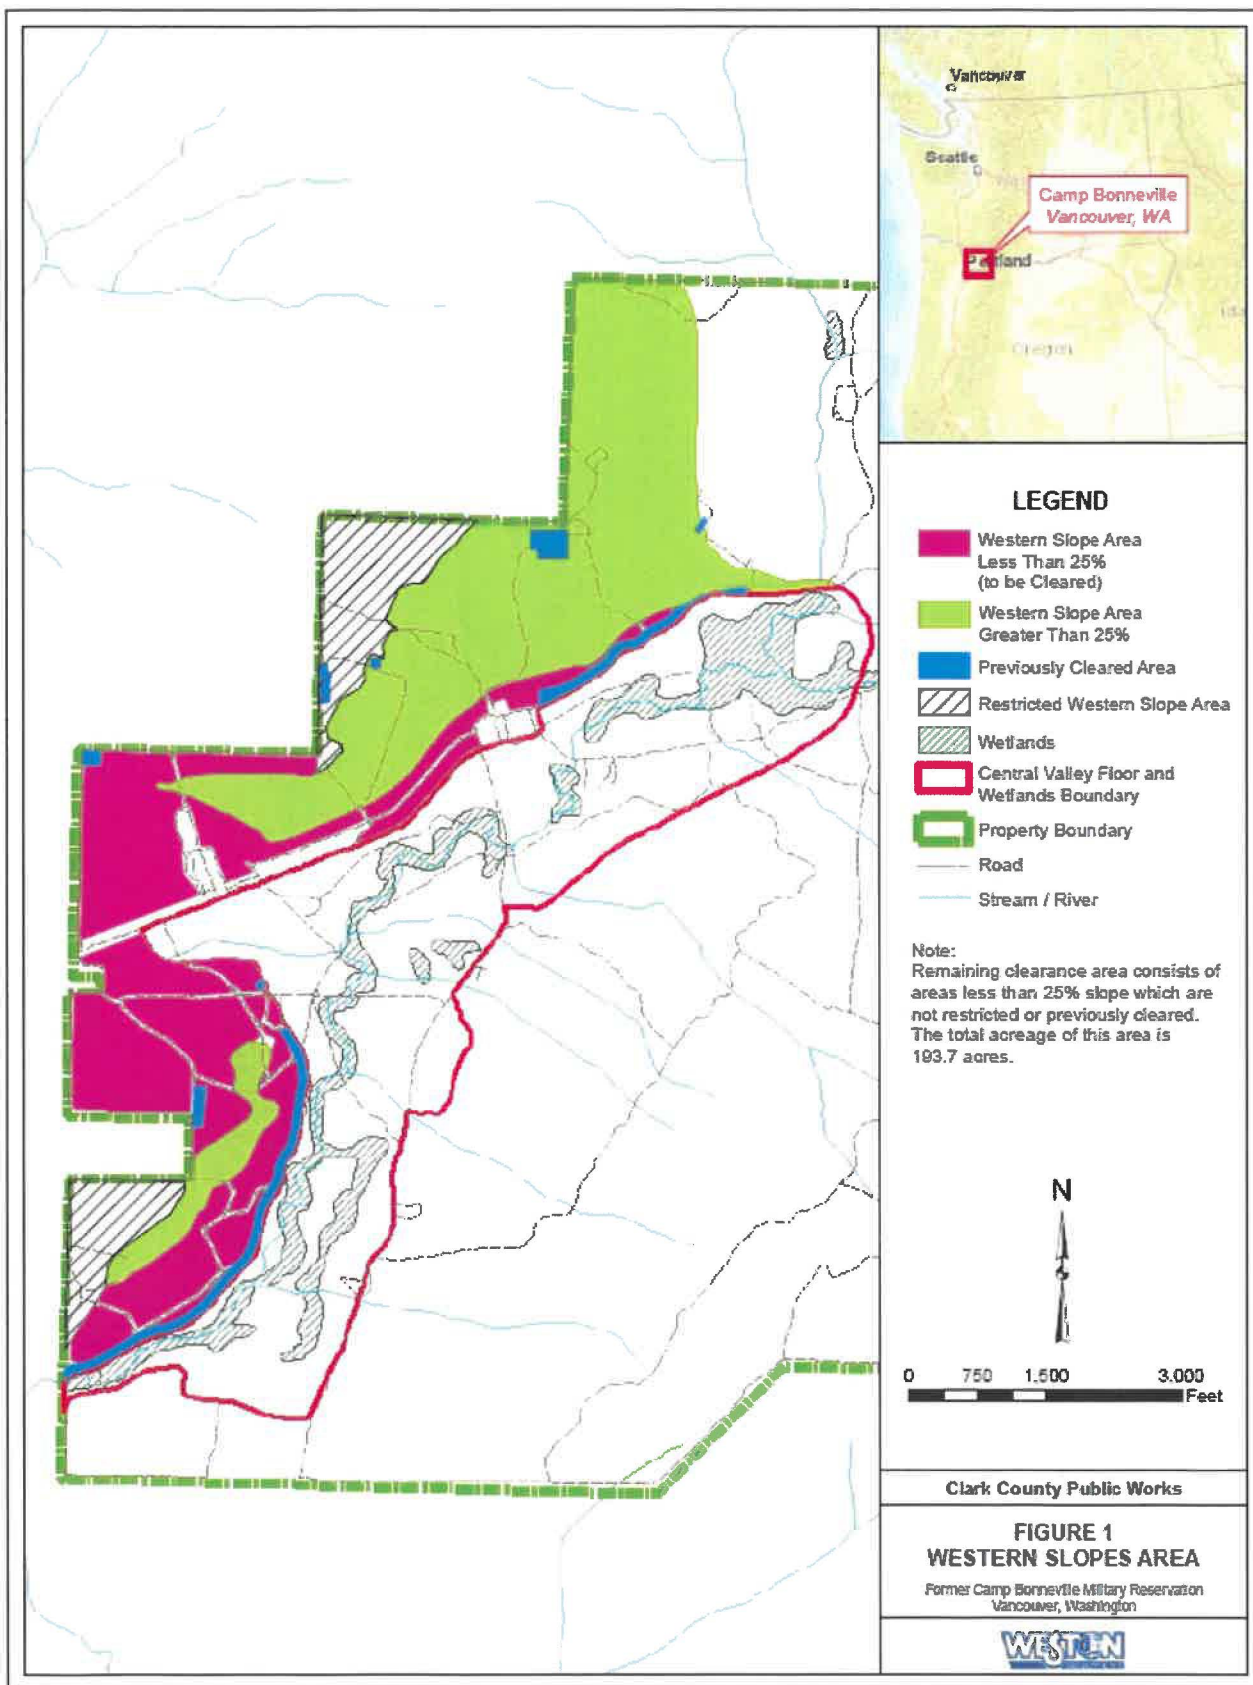 Vancouver
Seattle
Camp Bonneville
Vancouver, WA
Portland
Oregon
LEGEND
Western Slope Area
Less Than 25%
(to be Cleared)
Western Slope Area
Greater Than 25%
Previously Cleared Area
Restricted Western Slope Area
Wetlands
Central Valley Floor and
Wetlands Boundary
Property Boundary
Road
Stream / River
Note:
Remaining clearance area consists of
areas less than 25% slope which are
not restricted or previously cleared.
The total acreage of this area is
193.7 acres.
N
0 750 1,500 3,000
Feet
Clark County Public Works
FIGURE 1
WESTERN SLOPES AREA
Former Camp Bonneville Military Reservation
Vancouver, Washington
WESTON